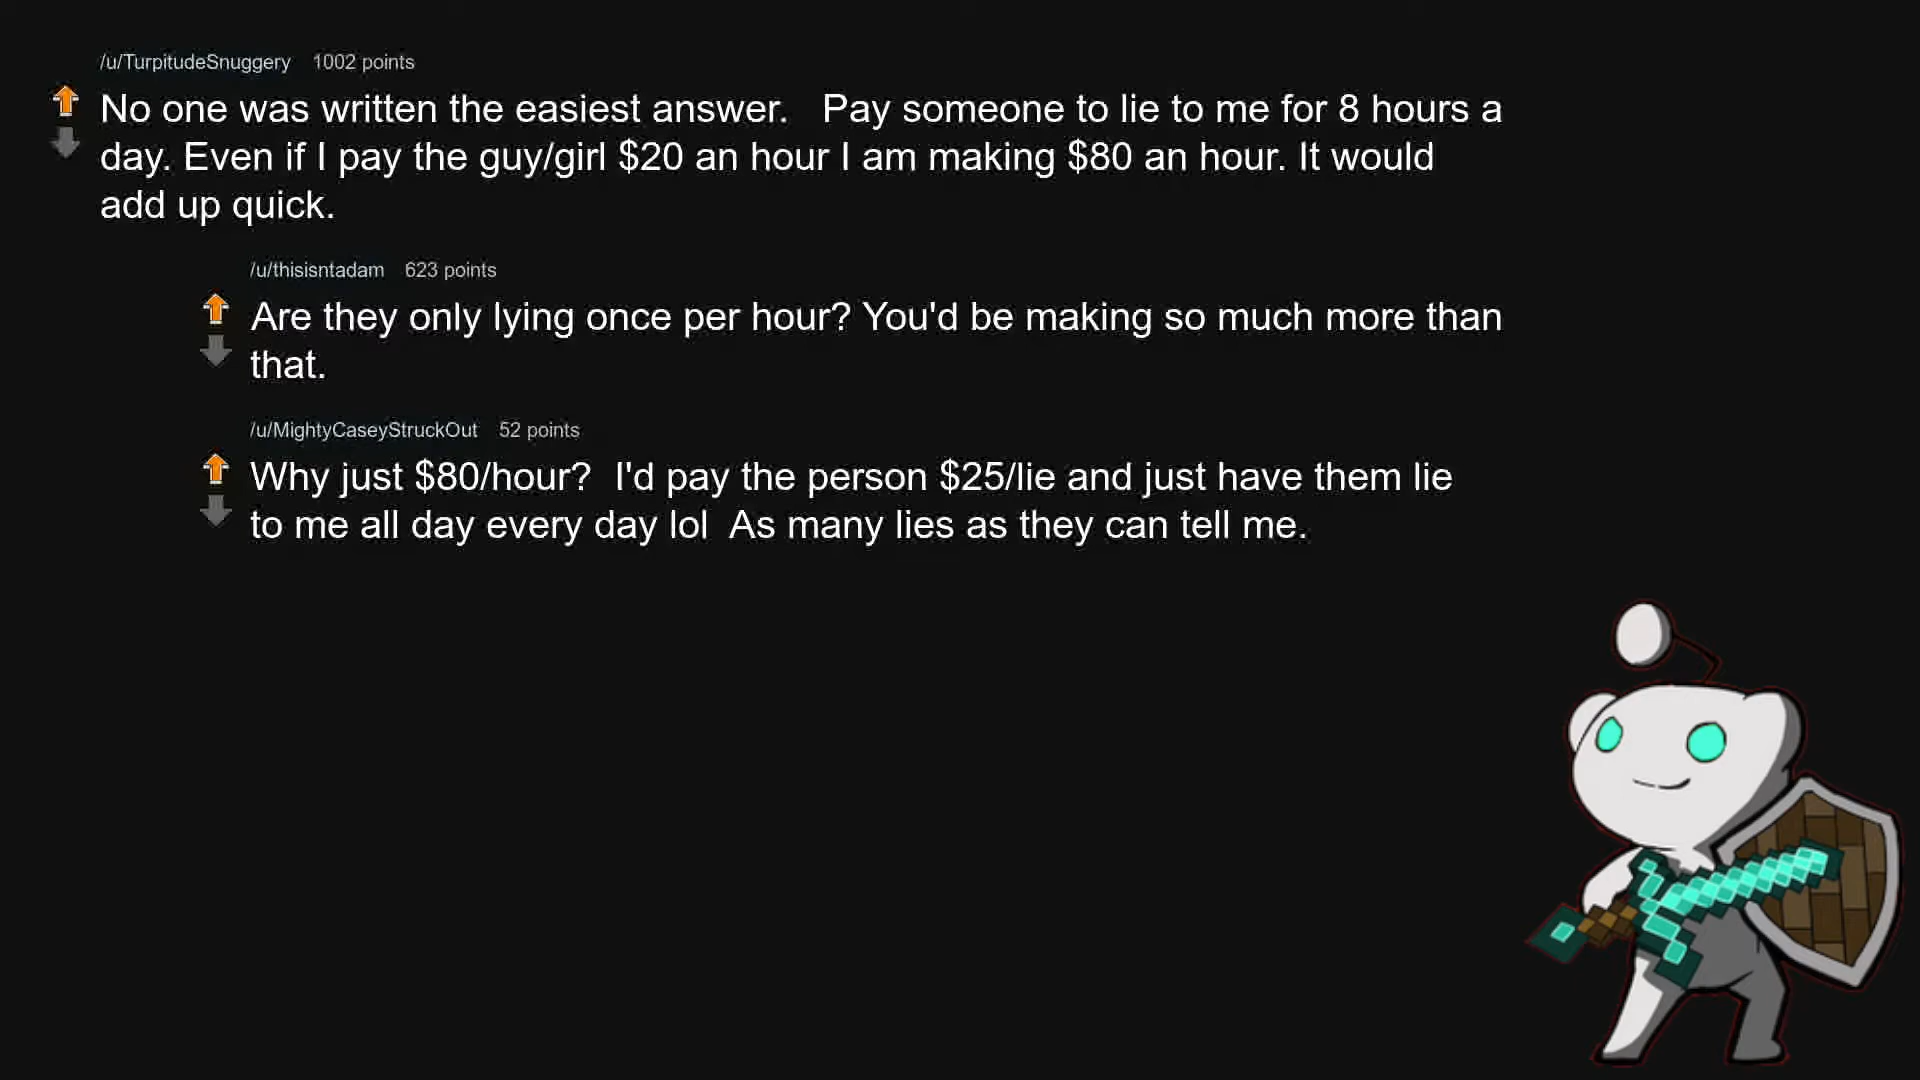 /u/TurpitudeSnuggery 1002 points
No one was written the easiest answer.   Pay someone to lie to me for 8 hours a
day. Even if I pay the guy/girl $20 an hour I am making $80 an hour. It would
add up quick.
/u/thisisntadam 623 points
Are they only lying once per hour? You'd be making so much more than
that.
/u/MightyCaseyStruckOut 52 points
Why just $80/hour?  I'd pay the person $25/lie and just have them lie
to me all day every day lol  As many lies as they can tell me.